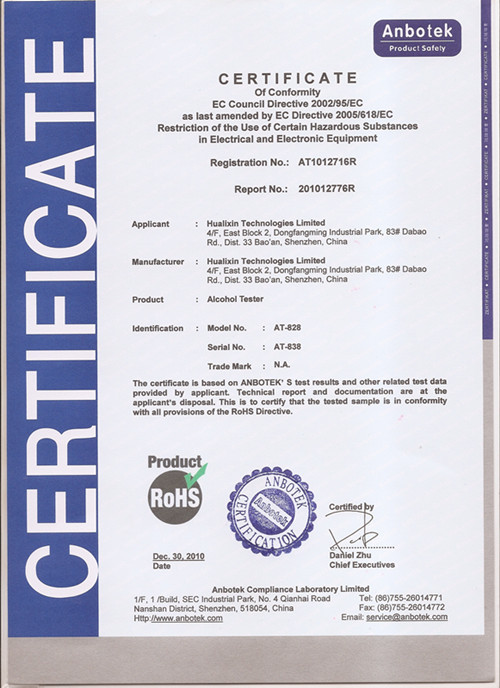 CERTIFICATE
Anbotek
Product Safety
CERTIFICATE
Of Conformity
EC Council Directive 2002/95/EC
as last amended by EC Directive 2005/618/EC
Restriction of the Use of Certain Hazardous Substances
in Electrical and Electronic Equipment
Registration No.: AT1012716R
Report No.: 201012776R
Applicant : Hualixin Technologies Limited
4/F, East Block 2, Dongfangming Industrial Park, 83# Dabao
Rd., Dist. 33 Bao'an, Shenzhen, China
Manufacturer : Hualixin Technologies Limited
4/F, East Block 2, Dongfangming Industrial Park, 83# Dabao
Rd., Dist. 33 Bao'an, Shenzhen, China
Product : Alcohol Tester
Identification : Model No. : AT-828
Serial No. : AT-838
Trade Mark : N.A.
The certificate is based on ANBOTEK' S test results and other related test data
provided by applicant. Technical report and documentation are at the
applicant's disposal. This is to certify that the tested sample is in conformity
with all provisions of the RoHS Directive.
Product
RoHS
ANBOTEK
Anbotek
CERTIFICATION
Certified by
Dec. 30, 2010
Date
Daniel Zhu
Chief Executives
Anbotek Compliance Laboratory Limited
1/F, 1 /Build, SEC Industrial Park, No. 4 Qianhai Road
Nanshan District, Shenzhen, 518054, China
Http://www.anbotek.com
Tel: (86)755-26014771
Fax: (86)755-26014772
Email: service@anbotek.com